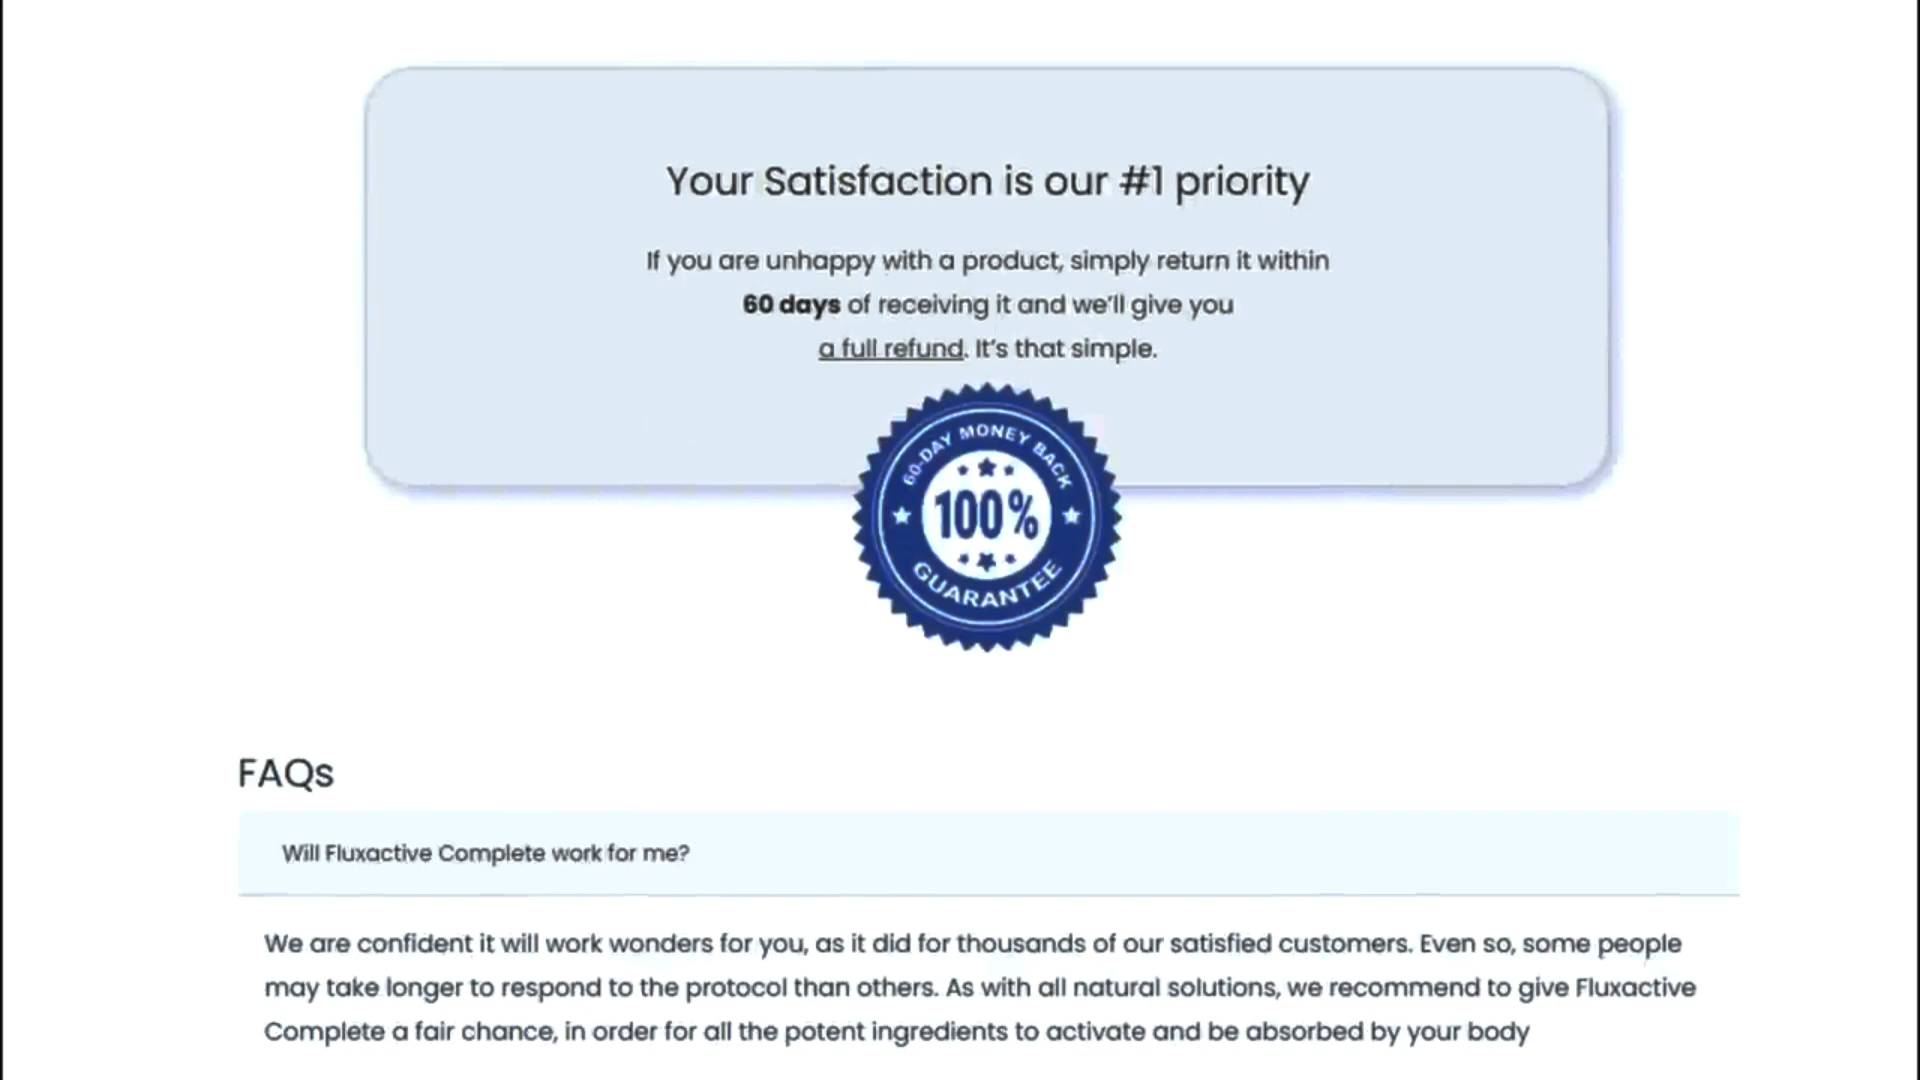 Your Satisfaction is our #1 priority
If you are unhappy with a product, simply return it within
60 days of receiving it and we'll give you
a full refund. It's that simple.
60-DAY MONEY BACK
100%
GUARANTEE
FAQs
Will Fluxactive Complete work for me?
We are confident it will work wonders for you, as it did for thousands of our satisfied customers. Even so, some people
may take longer to respond to the protocol than others. As with all natural solutions, we recommend to give Fluxactive
Complete a fair chance, in order for all the potent ingredients to activate and be absorbed by your body